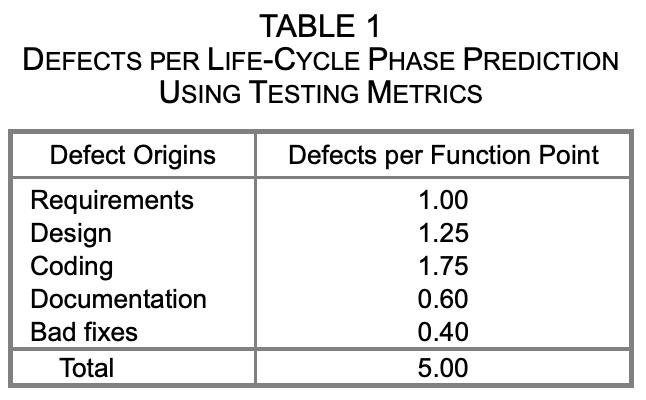 TABLE 1
DEFECTS PER LIFE-CYCLE PHASE PREDICTION
USING TESTING METRICS
Defect Origins Defects per Function Point
Requirements 1.00
Design 1.25
Coding 1.75
Documentation 0.60
Bad fixes 0.40
Total 5.00